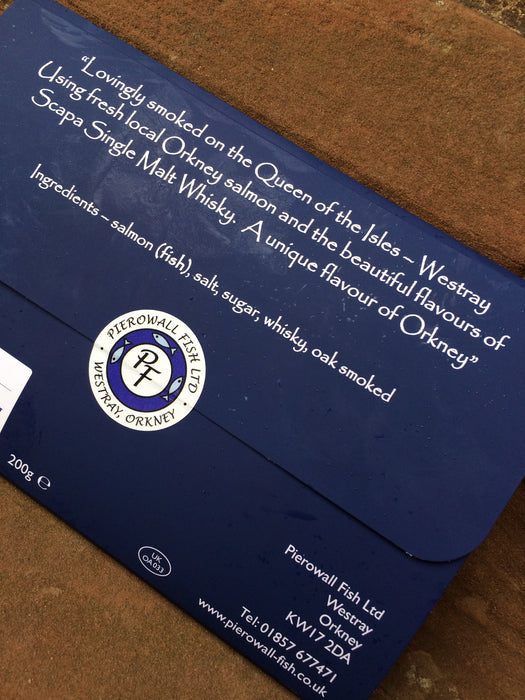 “Lovingly smoked on the Queen of the Isles – Westray
Using fresh local Orkney salmon and the beautiful flavours of
Scapa Single Malt Whisky. A unique flavour of Orkney”
Ingredients – salmon (fish), salt, sugar, whisky, oak smoked
PIEROWALL FISH LTD
PF
WESTRAY, ORKNEY
200g ℮
UK
OA 033
Pierowall Fish Ltd
Westray
Orkney
KW17 2DA
Tel: 01857 677471
www.pierowall-fish.co.uk